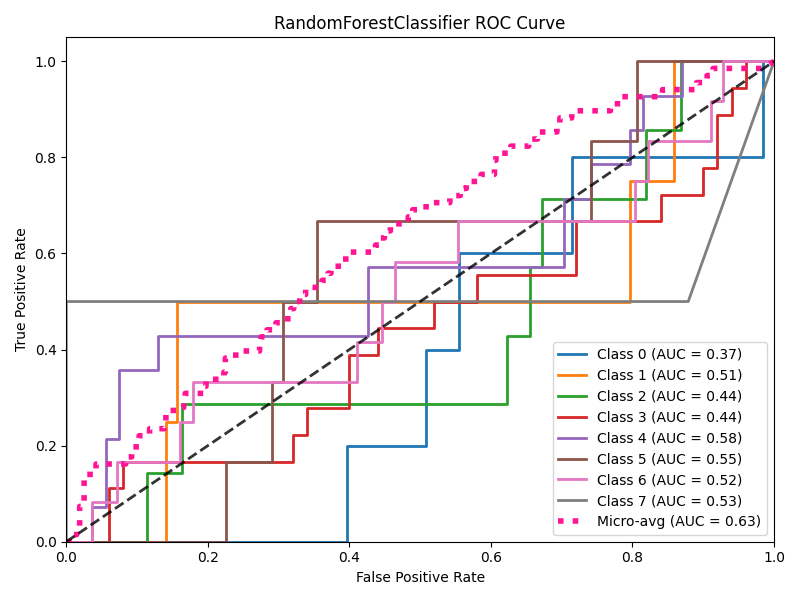 RandomForestClassifier ROC Curve
True Positive Rate
1.0
0.8
0.6
0.4
0.2
0.0
0.0 0.2 0.4 0.6 0.8 1.0
False Positive Rate
Class 0 (AUC = 0.37)
Class 1 (AUC = 0.51)
Class 2 (AUC = 0.44)
Class 3 (AUC = 0.44)
Class 4 (AUC = 0.58)
Class 5 (AUC = 0.55)
Class 6 (AUC = 0.52)
Class 7 (AUC = 0.53)
Micro-avg (AUC = 0.63)